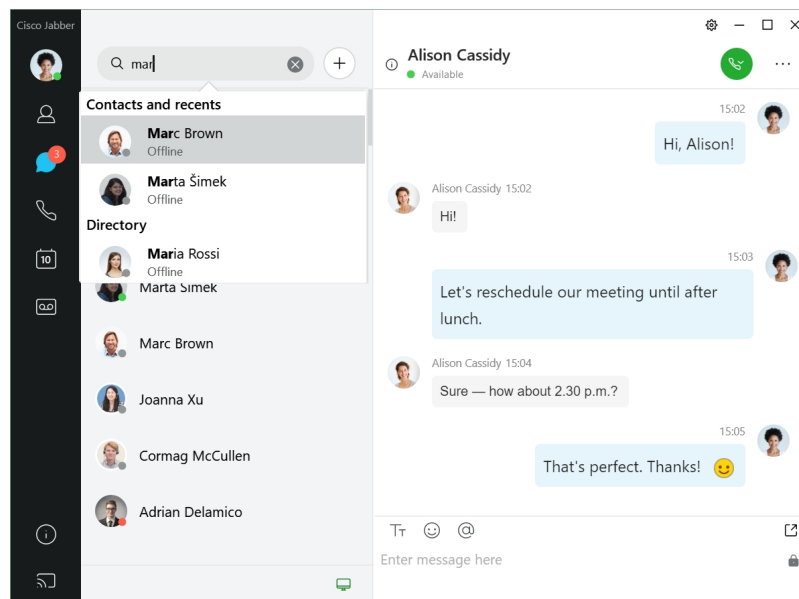 Cisco Jabber
mar
Contacts and recents
Marc Brown
Offline
Marta Šimek
Offline
Directory
Maria Rossi
Offline
Marta Šimek
Marc Brown
Joanna Xu
Cormag McCullen
Adrian Delamico
3
10
Alison Cassidy
Available
15:02
Hi, Alison!
Alison Cassidy 15:02
Hi!
15:03
Let's reschedule our meeting until after
lunch.
Alison Cassidy 15:04
Sure — how about 2.30 p.m.?
15:05
That's perfect. Thanks!
Tт
@
Enter message here